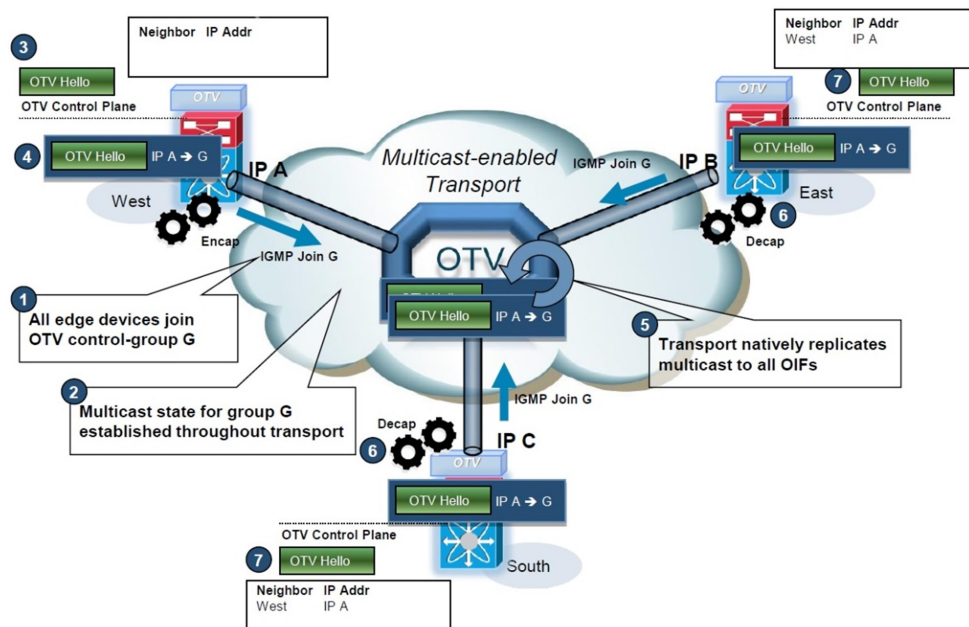 Neighbor IP Addr
3
OTV Hello
OTV Control Plane
OTV
4
OTV Hello IP A ➔ G
West
IP A
Encap
IGMP Join G
Neighbor IP Addr
West IP A
7
OTV Hello
OTV Control Plane
OTV
OTV Hello IP A ➔ G
IP B
IGMP Join G
East
6
Decap
Multicast-enabled
Transport
OTV
OTV Hello IP A ➔ G
1
All edge devices join
OTV control-group G
2
Multicast state for group G
established throughout transport
5
Transport natively replicates
multicast to all OIFs
IGMP Join G
Decap
6
IP C
OTV
OTV Hello IP A ➔ G
OTV Control Plane
7
OTV Hello
South
Neighbor IP Addr
West IP A